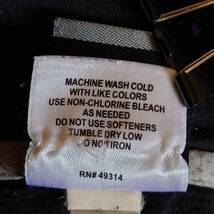 MACHINE WASH COLD
WITH LIKE COLORS
USE NON-CHLORINE BLEACH
AS NEEDED
DO NOT USE SOFTENERS
TUMBLE DRY LOW
DO NOT IRON
RN# 49314